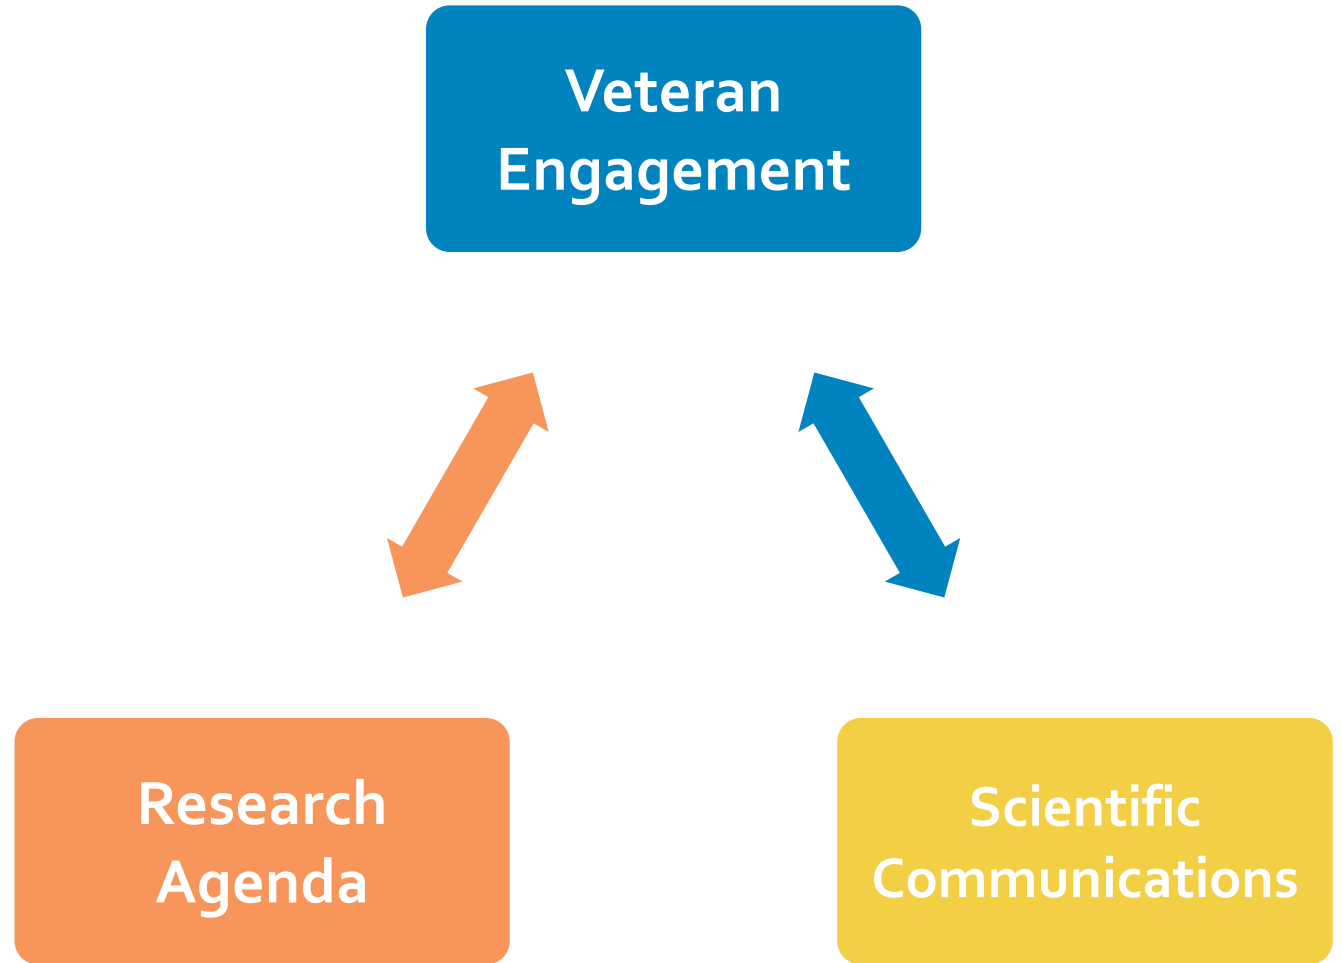 Veteran
Engagement
Research
Agenda
Scientific
Communications